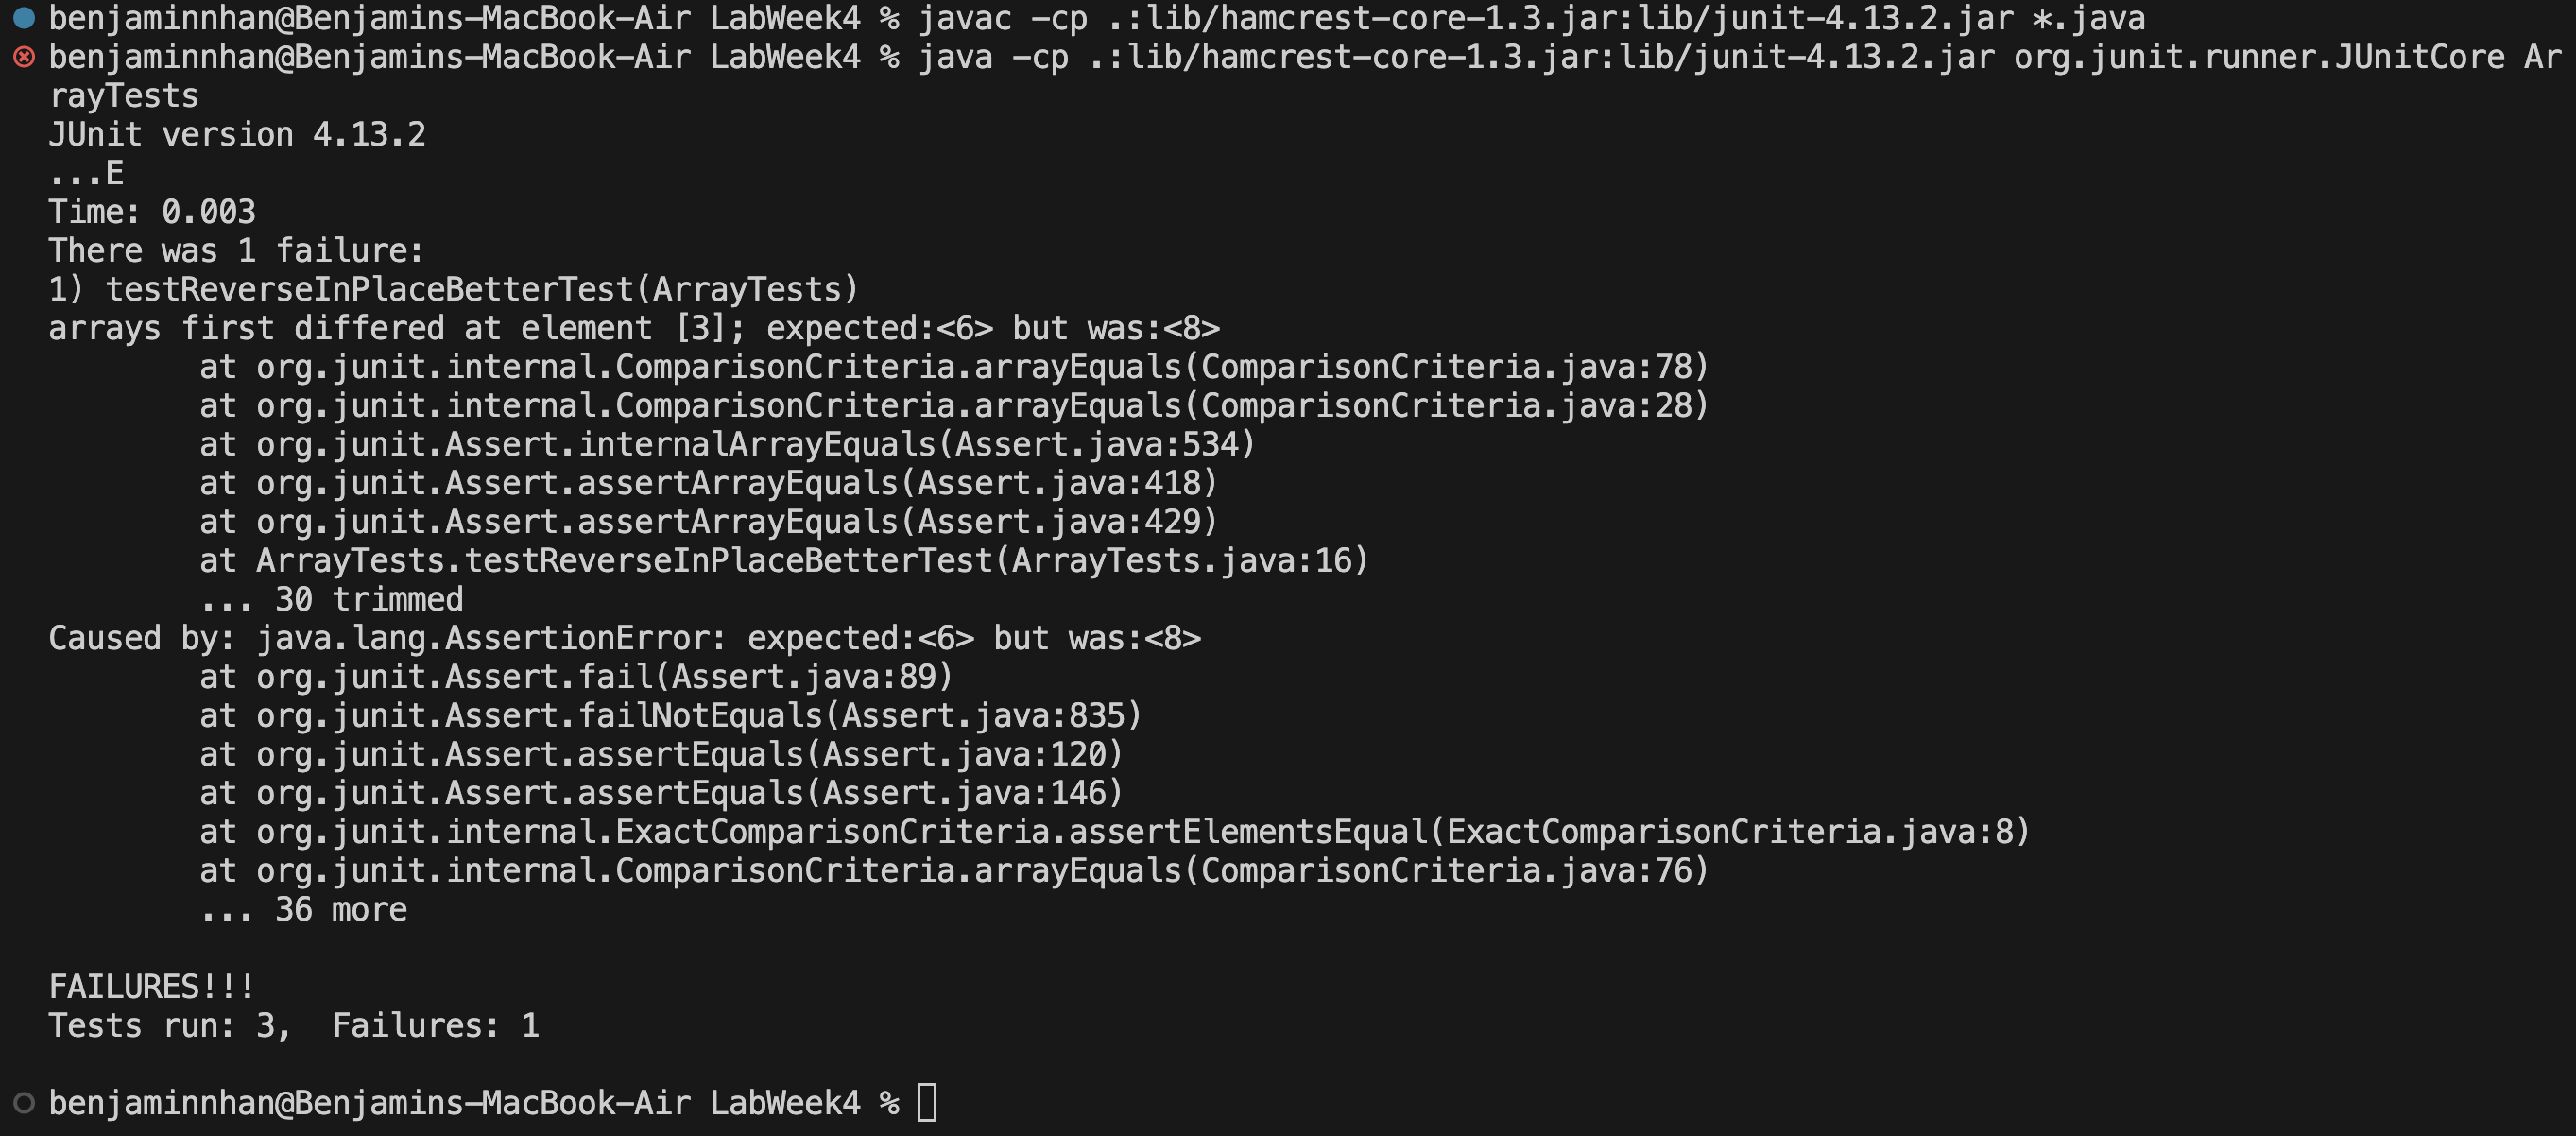 benjaminnhan@Benjamins-MacBook-Air LabWeek4 % javac -cp .:lib/hamcrest-core-1.3.jar:lib/junit-4.13.2.jar *.java
benjaminnhan@Benjamins-MacBook-Air LabWeek4 % java -cp .:lib/hamcrest-core-1.3.jar:lib/junit-4.13.2.jar org.junit.runner.JUnitCore Ar
rayTests
JUnit version 4.13.2
...E
Time: 0.003
There was 1 failure:
1) testReverseInPlaceBetterTest(ArrayTests)
arrays first differed at element [3]; expected:<6> but was:<8>
        at org.junit.internal.ComparisonCriteria.arrayEquals(ComparisonCriteria.java:78)
        at org.junit.internal.ComparisonCriteria.arrayEquals(ComparisonCriteria.java:28)
        at org.junit.Assert.internalArrayEquals(Assert.java:534)
        at org.junit.Assert.assertArrayEquals(Assert.java:418)
        at org.junit.Assert.assertArrayEquals(Assert.java:429)
        at ArrayTests.testReverseInPlaceBetterTest(ArrayTests.java:16)
        ... 30 trimmed
Caused by: java.lang.AssertionError: expected:<6> but was:<8>
        at org.junit.Assert.fail(Assert.java:89)
        at org.junit.Assert.failNotEquals(Assert.java:835)
        at org.junit.Assert.assertEquals(Assert.java:120)
        at org.junit.Assert.assertEquals(Assert.java:146)
        at org.junit.internal.ExactComparisonCriteria.assertElementsEqual(ExactComparisonCriteria.java:8)
        at org.junit.internal.ComparisonCriteria.arrayEquals(ComparisonCriteria.java:76)
        ... 36 more

FAILURES!!!
Tests run: 3,  Failures: 1

benjaminnhan@Benjamins-MacBook-Air LabWeek4 %